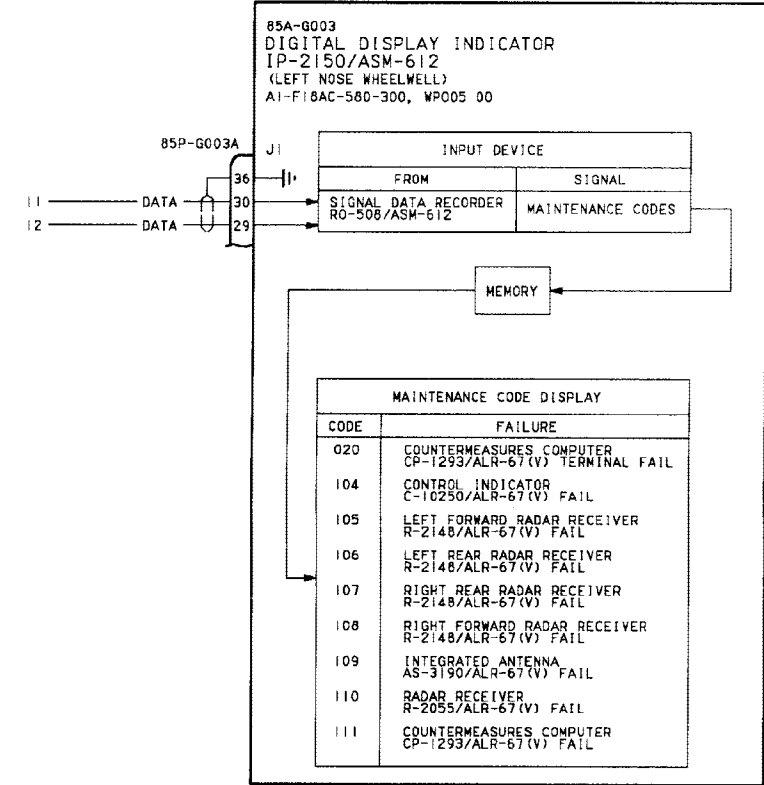 85A-G003
DIGITAL DISPLAY INDICATOR
IP-2150/ASM-612
(LEFT NOSE WHEELWELL)
A1-F18AC-580-300, WP005 00
85P-G003A
J1
INPUT DEVICE
FROM
SIGNAL
36
11
DATA
30
12
DATA
29
SIGNAL DATA RECORDER
RO-508/ASM-612
MAINTENANCE CODES
MEMORY
MAINTENANCE CODE DISPLAY
CODE
FAILURE
020
COUNTERMEASURES COMPUTER
CP-1293/ALR-67(V) TERMINAL FAIL
104
CONTROL INDICATOR
C-10250/ALR-67(V) FAIL
105
LEFT FORWARD RADAR RECEIVER
R-2148/ALR-67(V) FAIL
106
LEFT REAR RADAR RECEIVER
R-2148/ALR-67(V) FAIL
107
RIGHT REAR RADAR RECEIVER
R-2148/ALR-67(V) FAIL
108
RIGHT FORWARD RADAR RECEIVER
R-2148/ALR-67(V) FAIL
109
INTEGRATED ANTENNA
AS-3190/ALR-67(V) FAIL
110
RADAR RECEIVER
R-2055/ALR-67(V) FAIL
111
COUNTERMEASURES COMPUTER
CP-1293/ALR-67(V) FAIL